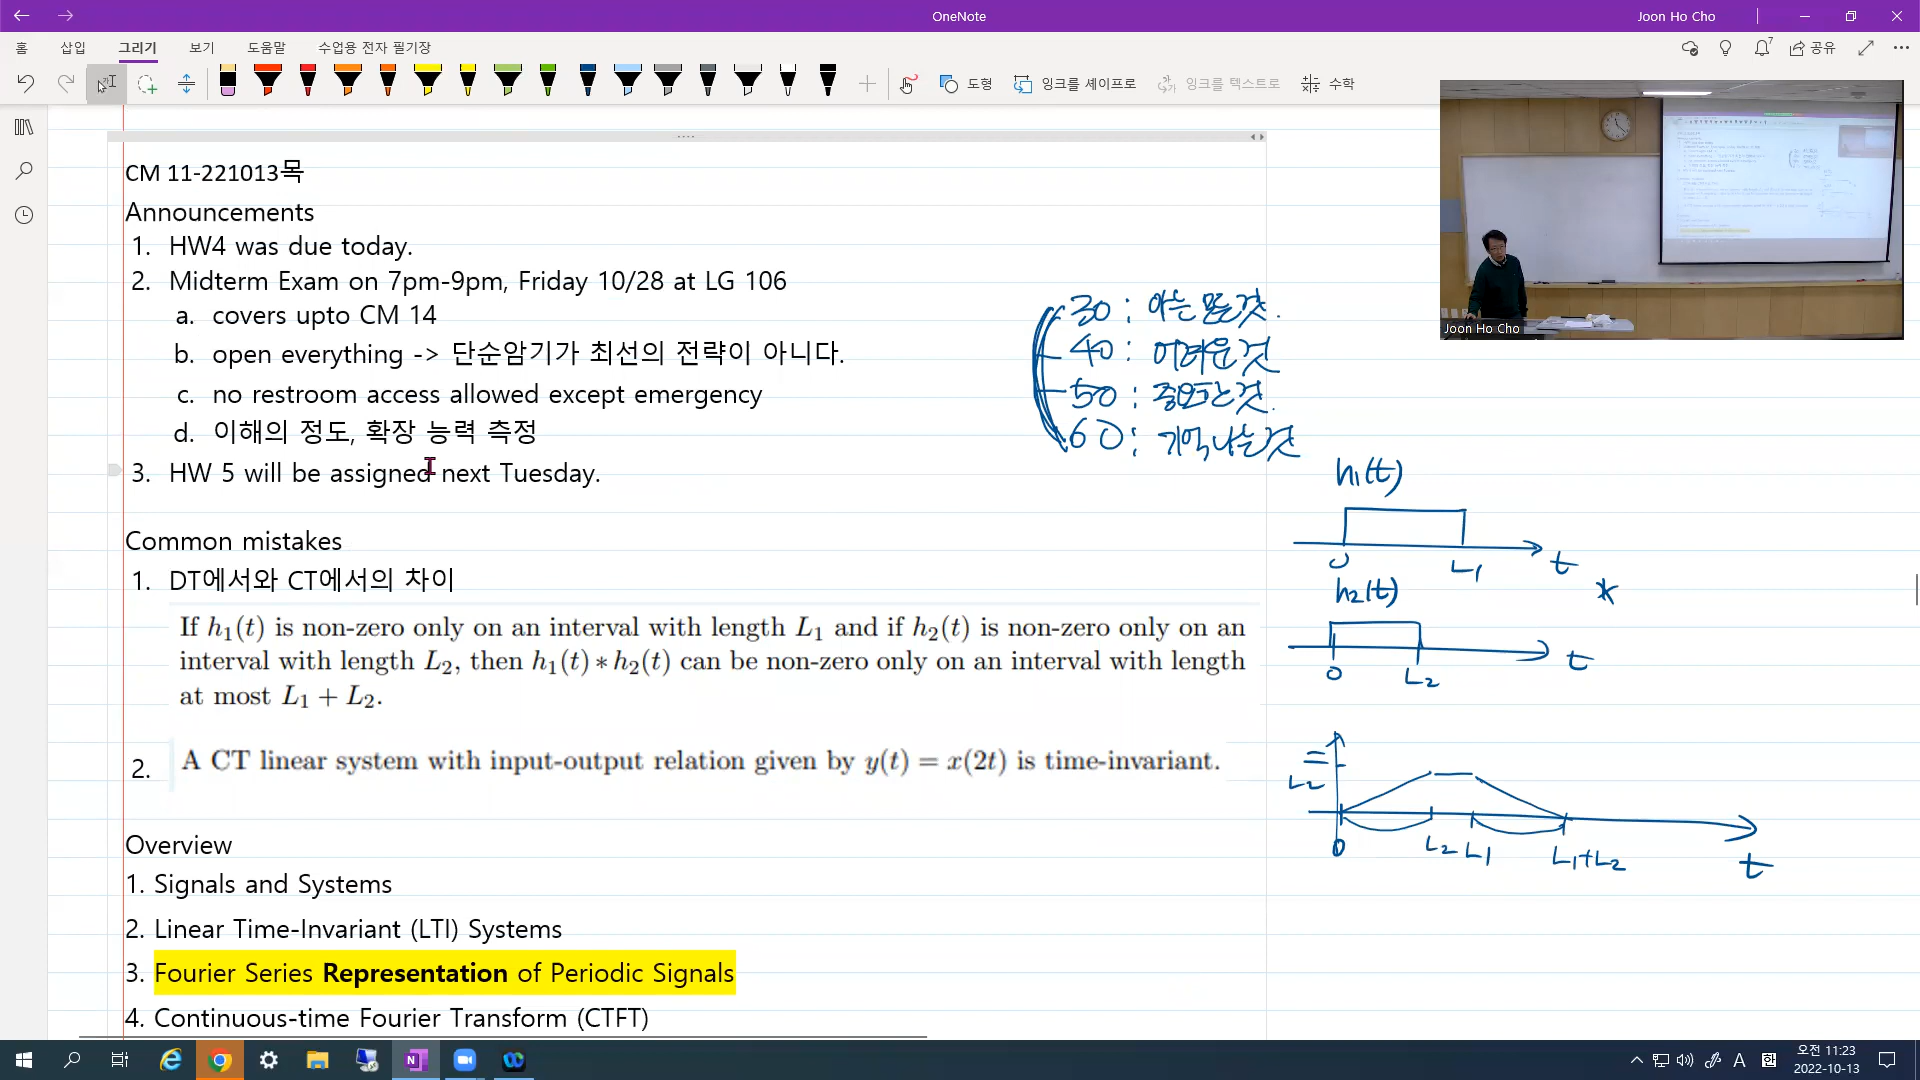 OneNote
Joon Ho Cho
홈 삽입 그리기 보기 도움말 수업용 전자 필기장
공유
도형 잉크를 셰이프로 잉크를 텍스트로 수학
CM 11-221013목
Announcements
1. HW4 was due today.
2. Midterm Exam on 7pm-9pm, Friday 10/28 at LG 106
a. covers upto CM 14
b. open everything -> 단순암기가 최선의 전략이 아니다.
c. no restroom access allowed except emergency
d. 이해의 정도, 확장 능력 측정
3. HW 5 will be assigned next Tuesday.
Common mistakes
1. DT에서와 CT에서의 차이
If h₁(t) is non-zero only on an interval with length L₁ and if h₂(t) is non-zero only on an
interval with length L₂, then h₁(t) * h₂(t) can be non-zero only on an interval with length
at most L₁ + L₂.
2. A CT linear system with input-output relation given by y(t) = x(2t) is time-invariant.
Overview
1. Signals and Systems
2. Linear Time-Invariant (LTI) Systems
3. Fourier Series Representation of Periodic Signals
4. Continuous-time Fourier Transform (CTFT)
30 : 아는 모든 것.
40 : 어려운 것
50 : 중요한 것.
60 : 기억나는 것
h₁(t)
0 L₁ t
*
h₂(t)
0 L₂ t
=
L₂
0 L₂ L₁ L₁+L₂ t
Joon Ho Cho
A 한 오전 11:23
2022-10-13